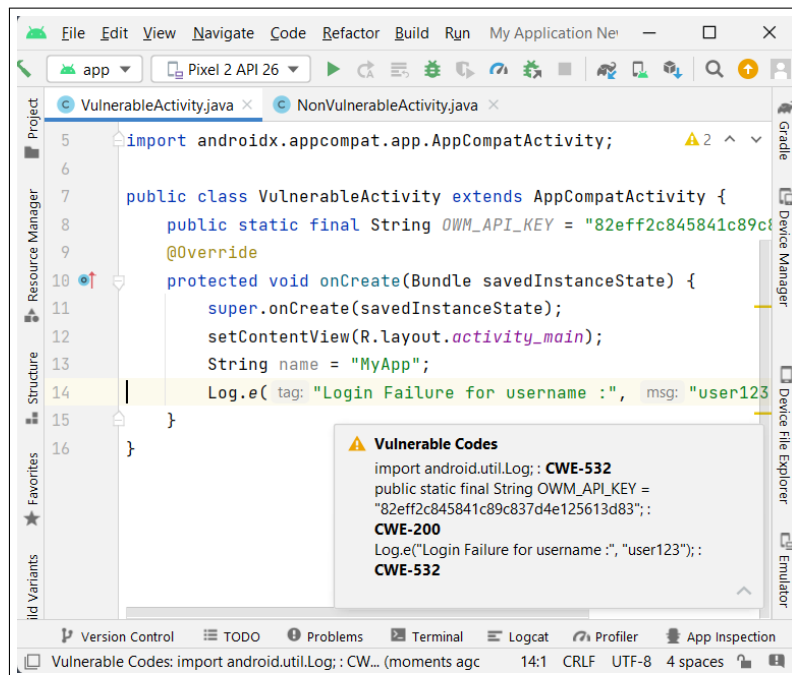 File Edit View Navigate Code Refactor Build Run My Application Ne
app Pixel 2 API 26
VulnerableActivity.java NonVulnerableActivity.java
Project
Resource Manager
Structure
Favorites
ild Variants
5 import androidx.appcompat.app.AppCompatActivity; 2
6
7 public class VulnerableActivity extends AppCompatActivity {
8 public static final String OWM_API_KEY = "82eff2c845841c89c8
9 @Override
10 protected void onCreate(Bundle savedInstanceState) {
11 super.onCreate(savedInstanceState);
12 setContentView(R.layout.activity_main);
13 String name = "MyApp";
14 Log.e( tag: "Login Failure for username :", msg: "user123
15 }
16 }
Vulnerable Codes
import android.util.Log; : CWE-532
public static final String OWM_API_KEY =
"82eff2c845841c89c837d4e125613d83"; :
CWE-200
Log.e("Login Failure for username :", "user123"); :
CWE-532
Gradle
Device Manager
Device File Explorer
Emulator
Version Control TODO Problems Terminal Logcat Profiler App Inspection
Vulnerable Codes: import android.util.Log; : CW... (moments agc 14:1 CRLF UTF-8 4 spaces